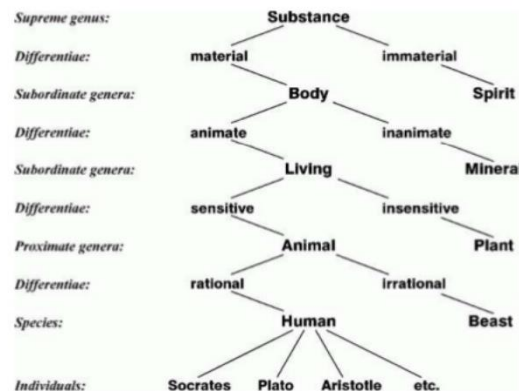 Supreme genus: Substance
Differentiae: material immaterial
Subordinate genera: Body Spirit
Differentiae: animate inanimate
Subordinate genera: Living Minera
Differentiae: sensitive insensitive
Proximate genera: Animal Plant
Differentiae: rational irrational
Species: Human Beast
Individuals: Socrates Plato Aristotle etc.